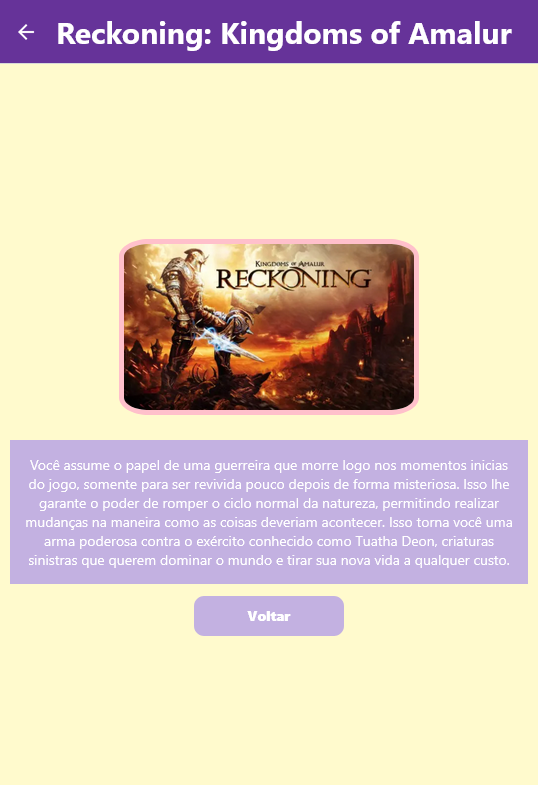 Reckoning: Kingdoms of Amalur
KINGDOMS OF AMALUR
RECKONING
Você assume o papel de uma guerreira que morre logo nos momentos inicias
do jogo, somente para ser revivida pouco depois de forma misteriosa. Isso lhe
garante o poder de romper o ciclo normal da natureza, permitindo realizar
mudanças na maneira como as coisas deveriam acontecer. Isso torna você uma
arma poderosa contra o exército conhecido como Tuatha Deon, criaturas
sinistras que querem dominar o mundo e tirar sua nova vida a qualquer custo.
Voltar